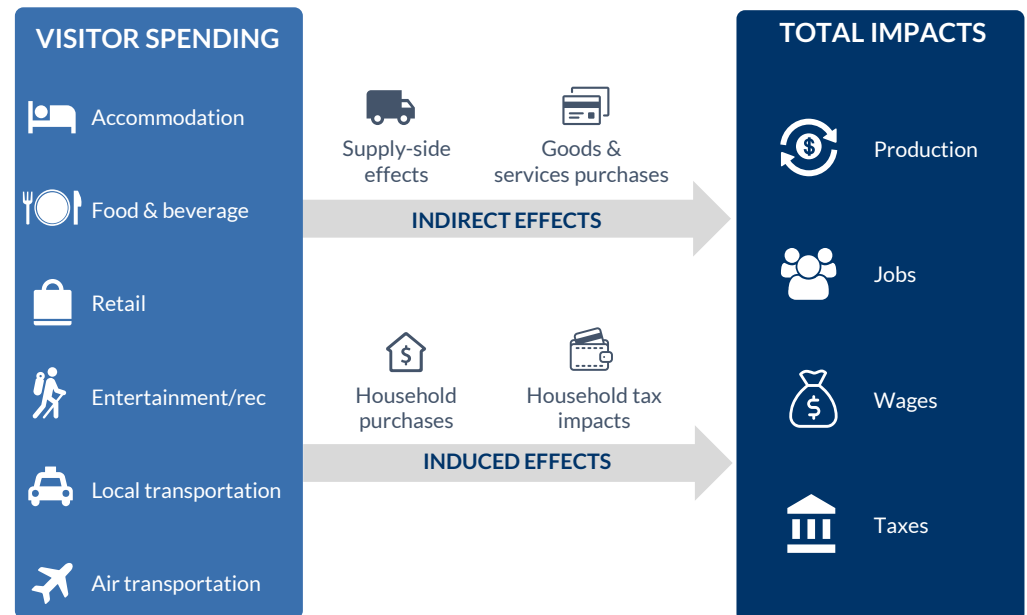 VISITOR SPENDING
Accommodation
Food & beverage
Retail
Entertainment/rec
Local transportation
Air transportation
Supply-side
effects
Goods &
services purchases
INDIRECT EFFECTS
$
Household
purchases
Household tax
impacts
INDUCED EFFECTS
TOTAL IMPACTS
$
Production
Jobs
$
Wages
Taxes